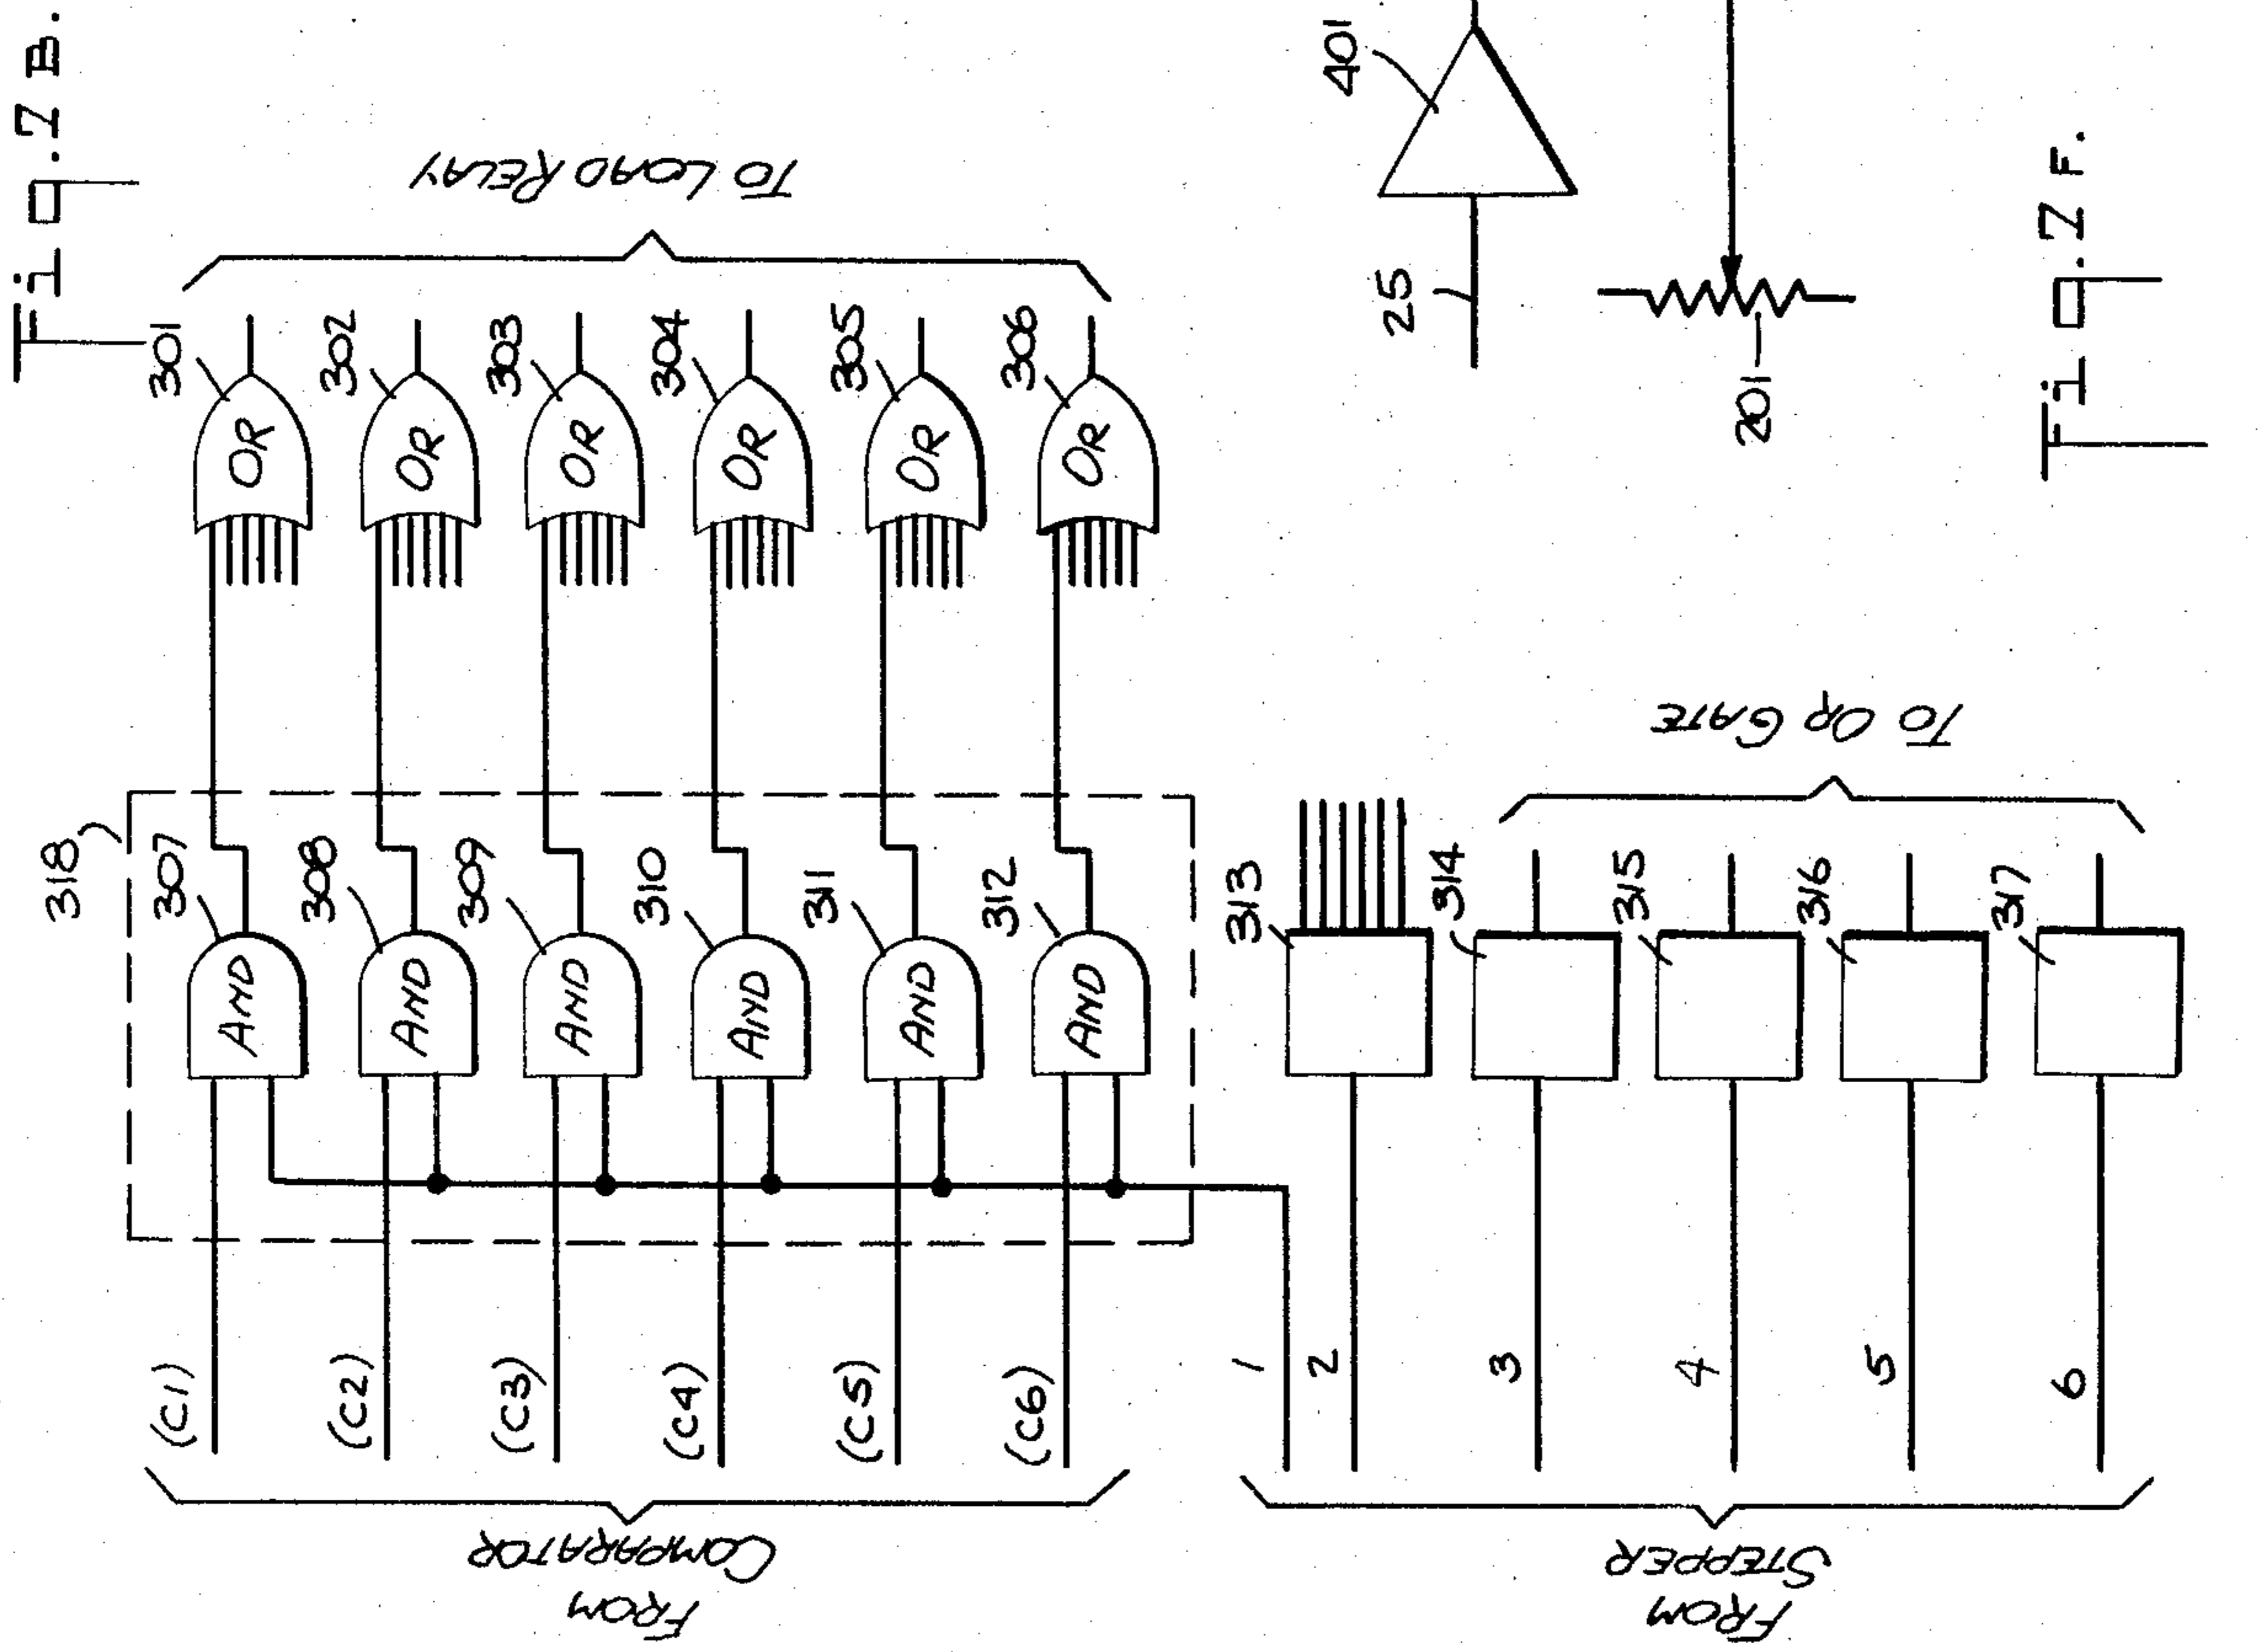 Fig. 7B.
TO LOAD RELAY
301
302
303
304
305
306
OR
OR
OR
OR
OR
OR
318
307
308
309
310
311
312
AND
AND
AND
AND
AND
AND
(C1)
(C2)
(C3)
(C4)
(C5)
(C6)
FROM
COMPARATOR
401
25
201
Fig. 7F.
TO OR GATE
313
314
315
316
317
1
2
3
4
5
6
FROM
STEPPER